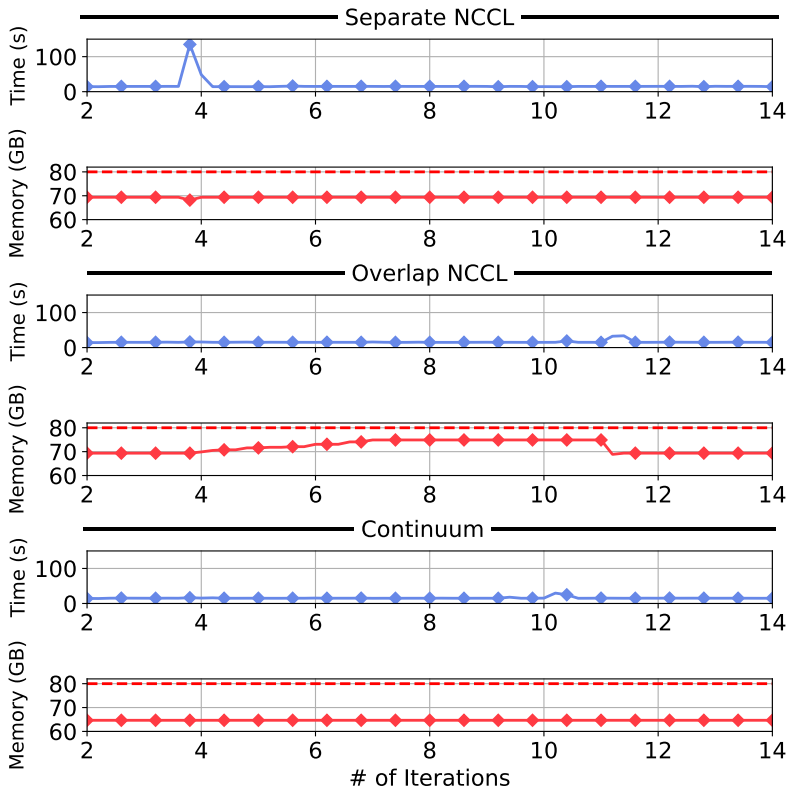 Separate NCCL
Time (s)
100
0
2 4 6 8 10 12 14
Memory (GB)
80
70
60
2 4 6 8 10 12 14
Overlap NCCL
Time (s)
100
0
2 4 6 8 10 12 14
Memory (GB)
80
70
60
2 4 6 8 10 12 14
Continuum
Time (s)
100
0
2 4 6 8 10 12 14
Memory (GB)
80
70
60
2 4 6 8 10 12 14
# of Iterations